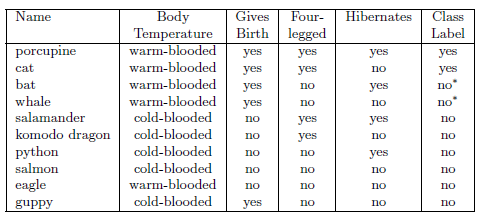 Name Body Gives Four- Hibernates Class
Temperature Birth legged Label
porcupine warm-blooded yes yes yes yes
cat warm-blooded yes yes no yes
bat warm-blooded yes no yes no*
whale warm-blooded yes no no no*
salamander cold-blooded no yes yes no
komodo dragon cold-blooded no yes no no
python cold-blooded no no yes no
salmon cold-blooded no no no no
eagle warm-blooded no no no no
guppy cold-blooded yes no no no